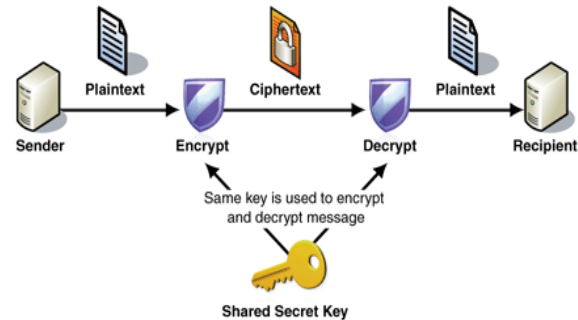 Plaintext
Ciphertext
Plaintext
Sender
Encrypt
Decrypt
Recipient
Same key is used to encrypt
and decrypt message
Shared Secret Key